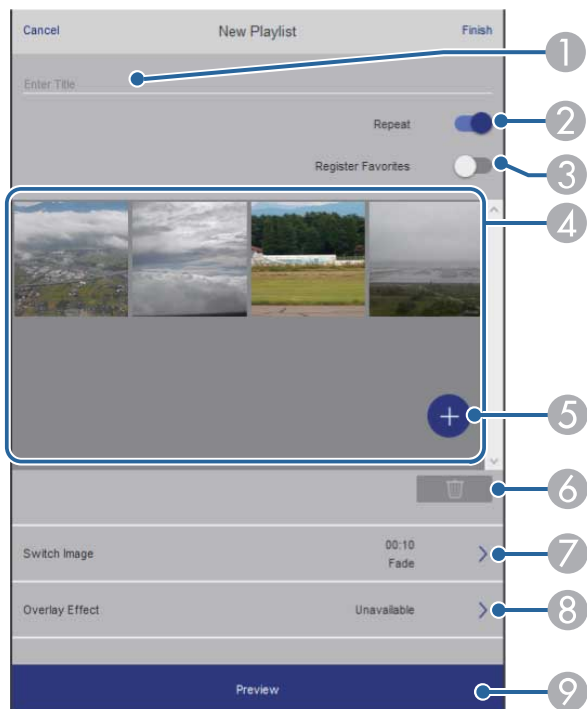 Cancel New Playlist Finish
1
Enter Title
Repeat 2
Register Favorites 3
4
+ 5
6
Switch Image 00:10 7
Fade
Overlay Effect Unavailable 8
Preview 9